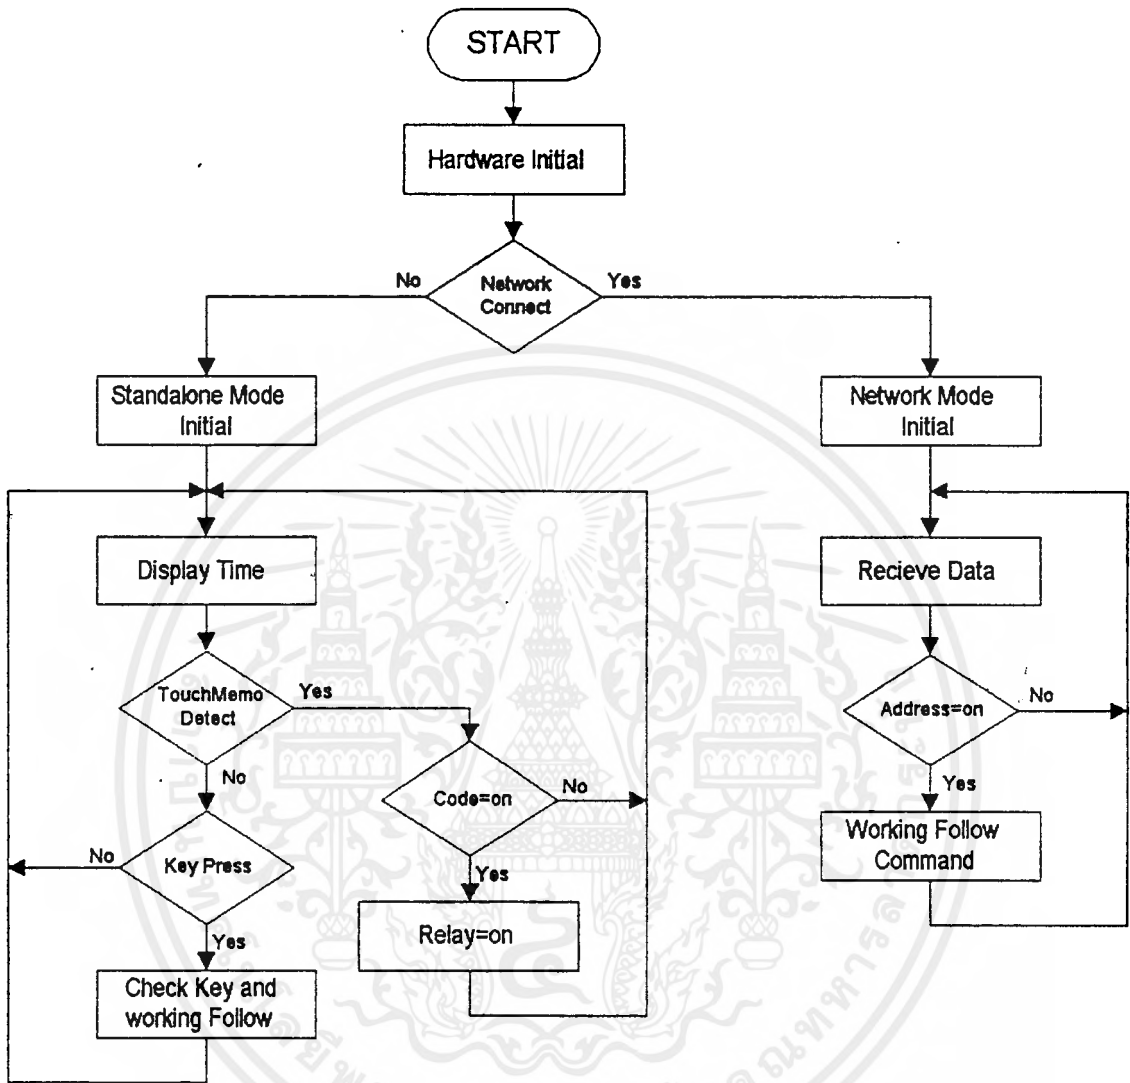 START
Hardware Initial
Network
Connect
No
Yes
Standalone Mode
Initial
Network Mode
Initial
Display Time
Recieve Data
TouchMemo
Detect
Yes
No
Address=on
No
Yes
Code=on
No
Yes
Key Press
No
Yes
Working Follow
Command
Relay=on
Check Key and
working Follow